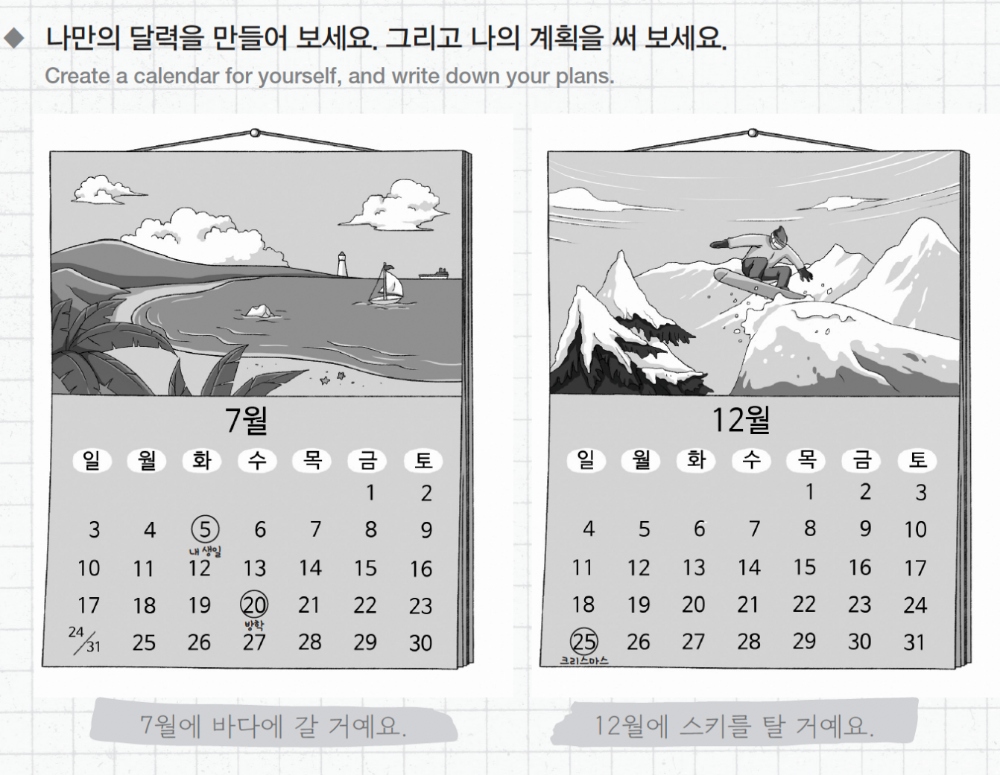 ◆ 나만의 달력을 만들어 보세요. 그리고 나의 계획을 써 보세요.
Create a calendar for yourself, and write down your plans.
7월
일 월 화 수 목 금 토
1 2
3 4 5 6 7 8 9
내 생일
10 11 12 13 14 15 16
17 18 19 20 21 22 23
방학
24/31 25 26 27 28 29 30
7월에 바다에 갈 거예요.
12월
일 월 화 수 목 금 토
1 2 3
4 5 6 7 8 9 10
11 12 13 14 15 16 17
18 19 20 21 22 23 24
25 26 27 28 29 30 31
크리스마스
12월에 스키를 탈 거예요.